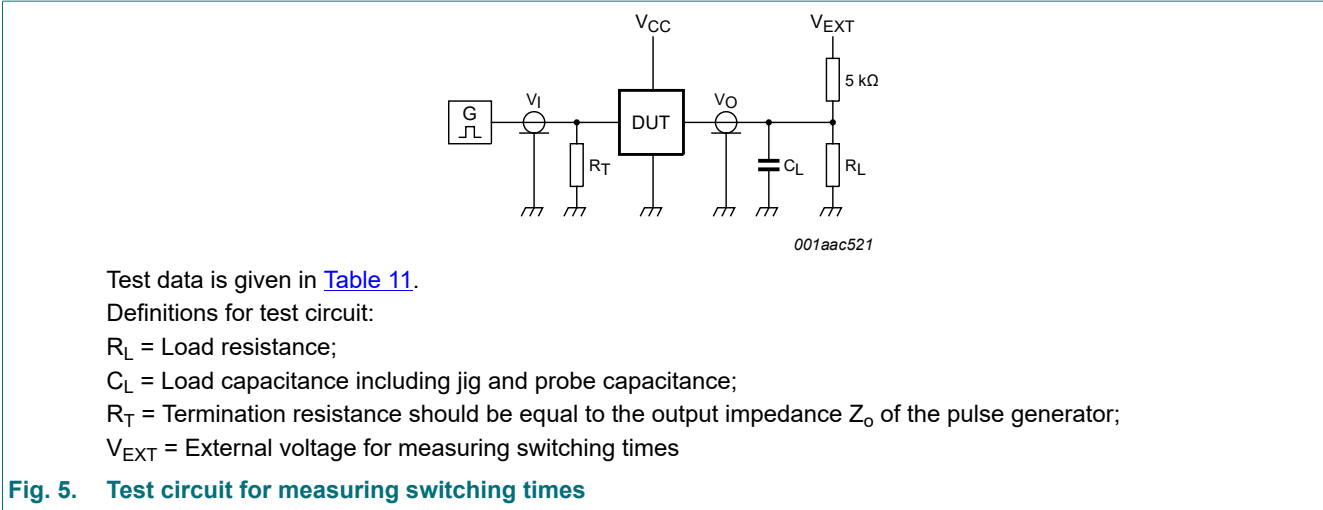 VCC
VEXT
5 kΩ
G
VI
DUT
VO
RT
CL
RL
001aac521
Test data is given in Table 11.
Definitions for test circuit:
RL = Load resistance;
CL = Load capacitance including jig and probe capacitance;
RT = Termination resistance should be equal to the output impedance Zo of the pulse generator;
VEXT = External voltage for measuring switching times
Fig. 5. Test circuit for measuring switching times